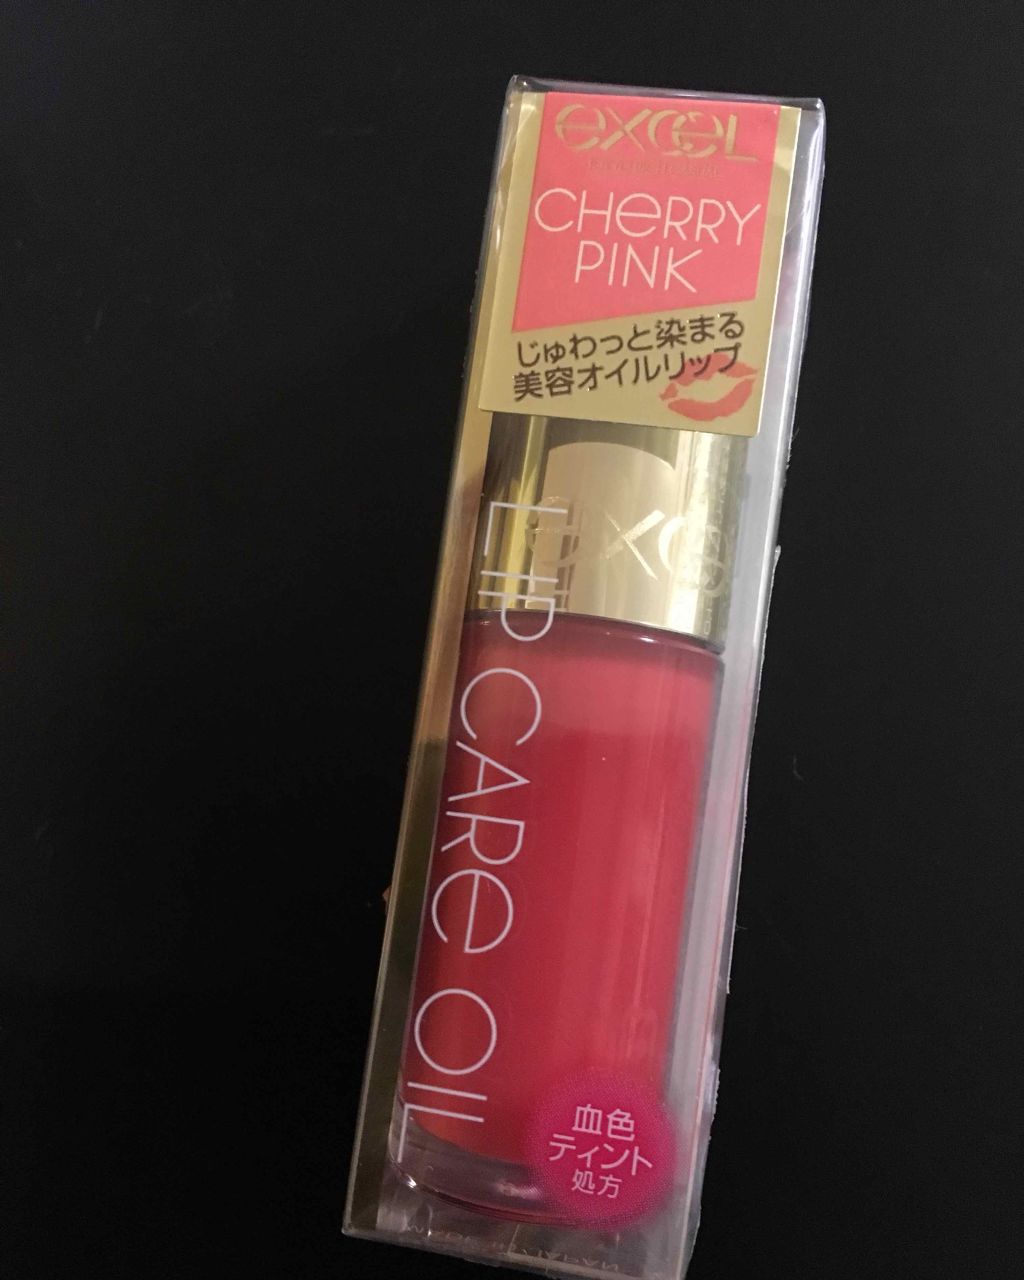 excel
CHeRRY
PINK
じゅわっと染まる
美容オイルリップ
exce
LIP CARe OIL
血色
ティント
処方